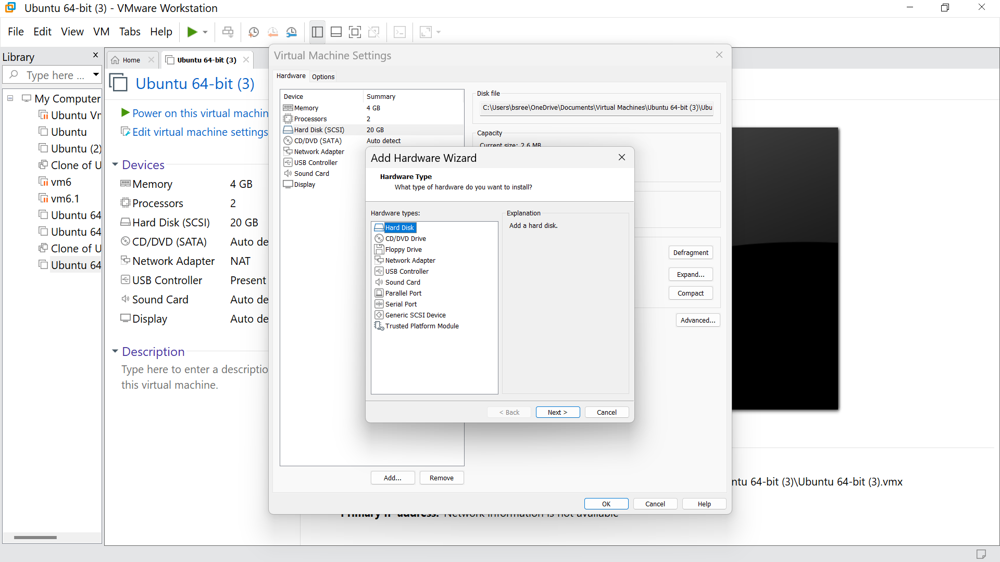 Ubuntu 64-bit (3) - VMware Workstation
File Edit View VM Tabs Help
Library
Type here ...
My Computer
Ubuntu Vr
Ubuntu
Ubuntu (2)
Clone of U
vm6
vm6.1
Ubuntu 64
Ubuntu 64
Clone of U
Ubuntu 64
Home
Ubuntu 64-bit (3)
Ubuntu 64-bit (3)
Power on this virtual machin
Edit virtual machine settings
Devices
Memory 4 GB
Processors 2
Hard Disk (SCSI) 20 GB
CD/DVD (SATA) Auto de
Network Adapter NAT
USB Controller Present
Sound Card Auto de
Display Auto de
Description
Type here to enter a descriptio
this virtual machine.
Virtual Machine Settings
Hardware Options
Device Summary
Memory 4 GB
Processors 2
Hard Disk (SCSI) 20 GB
CD/DVD (SATA) Auto detect
Network Adapter
USB Controller
Sound Card
Display
Disk file
C:\Users\bsree\OneDrive\Documents\Virtual Machines\Ubuntu 64-bit (3)\Ubu
Capacity
Current size: 2.6 MB
Defragment
Expand...
Compact
Advanced...
Add... Remove
OK Cancel Help
Add Hardware Wizard
Hardware Type
What type of hardware do you want to install?
Hardware types:
Hard Disk
CD/DVD Drive
Floppy Drive
Network Adapter
USB Controller
Sound Card
Parallel Port
Serial Port
Generic SCSI Device
Trusted Platform Module
Explanation
Add a hard disk.
< Back Next > Cancel
ntu 64-bit (3)\Ubuntu 64-bit (3).vmx
Primary IP address: Network information is not available